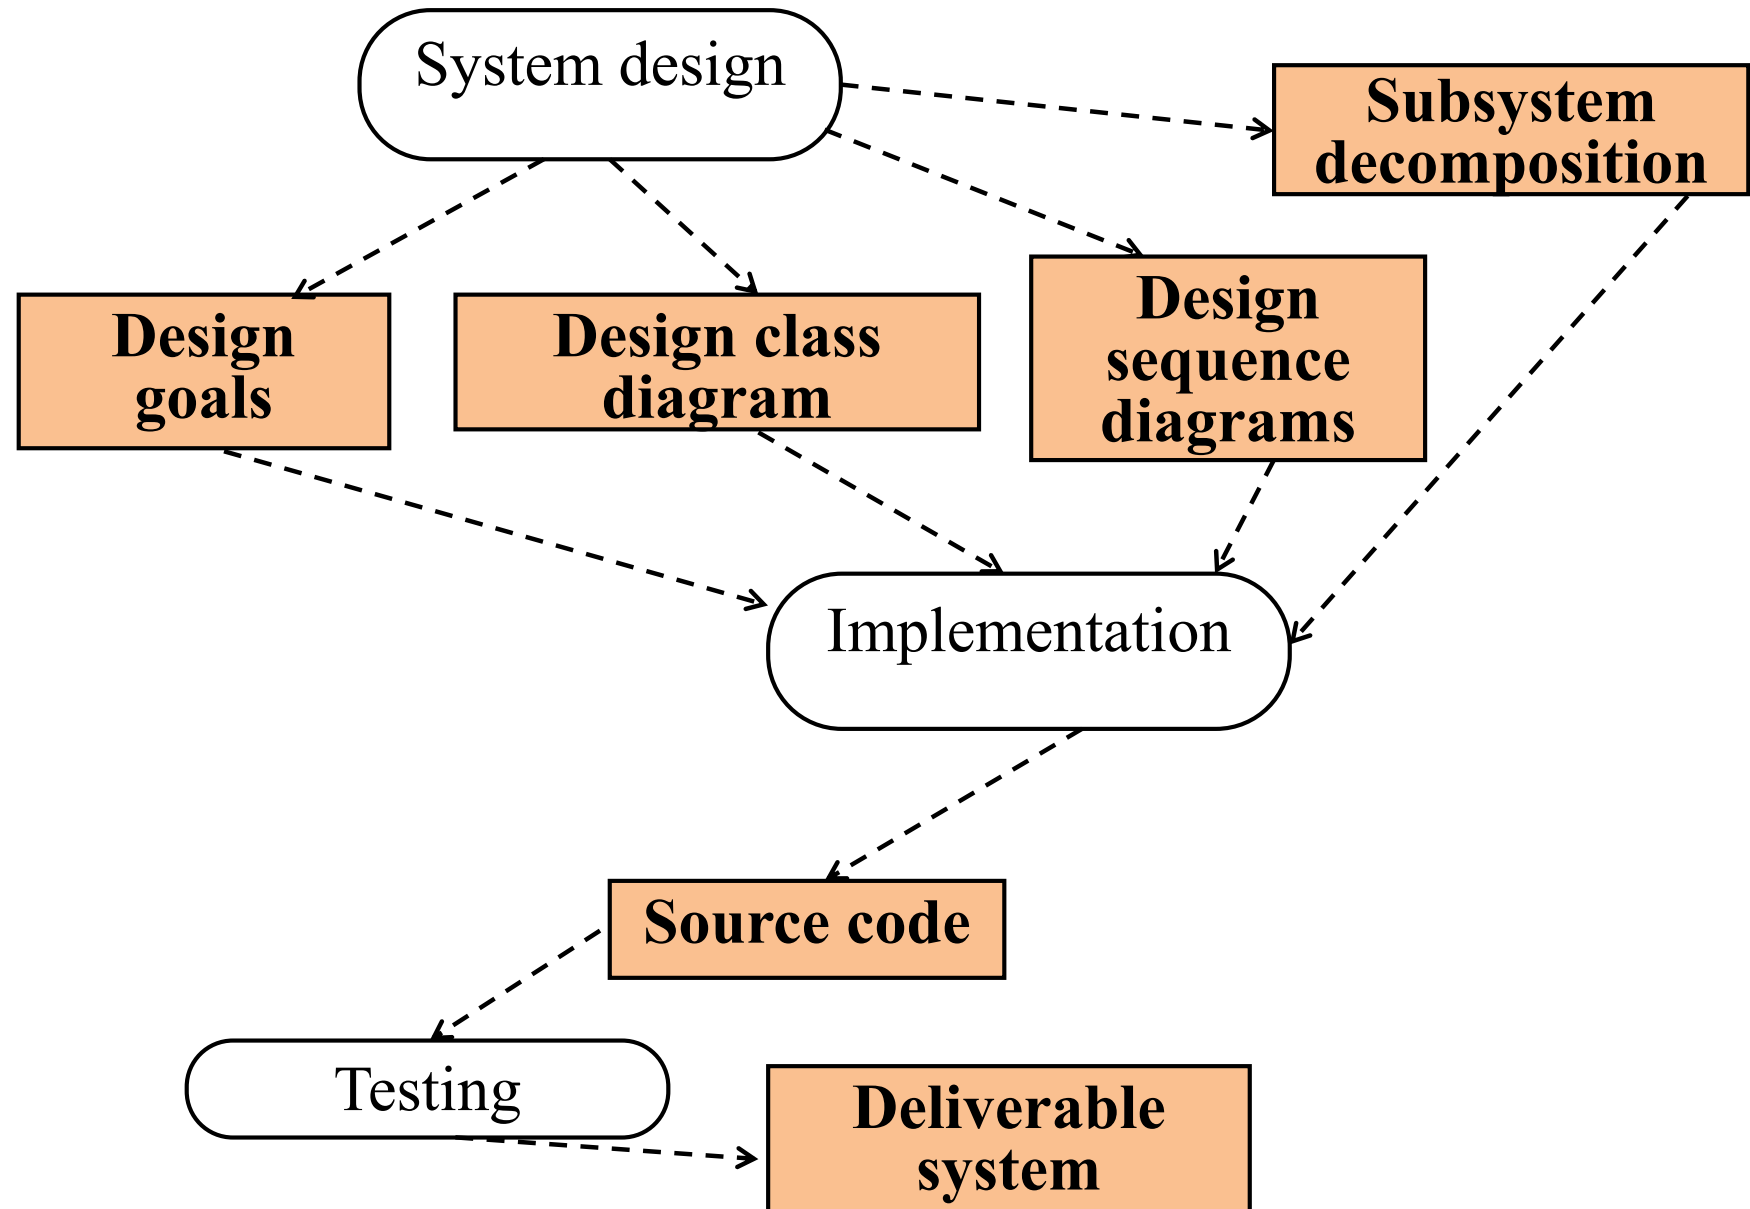 System design
Subsystem
decomposition
Design
goals
Design class
diagram
Design
sequence
diagrams
Implementation
Source code
Testing
Deliverable
system